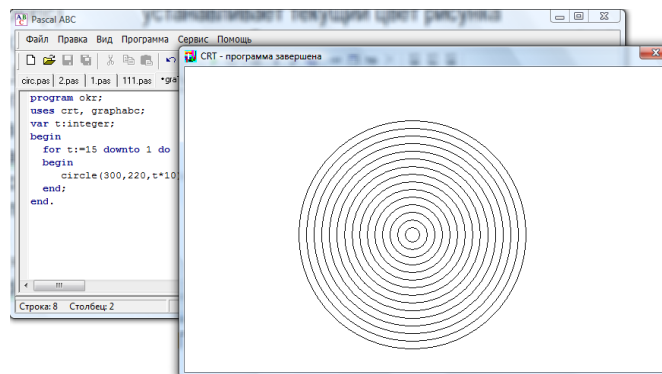 устанавливает текущий цвет рисунка
Pascal ABC
Файл Правка Вид Программа Сервис Помощь
CRT - программа завершена
circ.pas 2.pas 1.pas 111.pas
program okr;
uses crt, graphabc;
var t:integer;
begin
for t:=15 downto 1 do
begin
circle(300,220,t*10)
end;
end.
Строка: 8 Столбец: 2